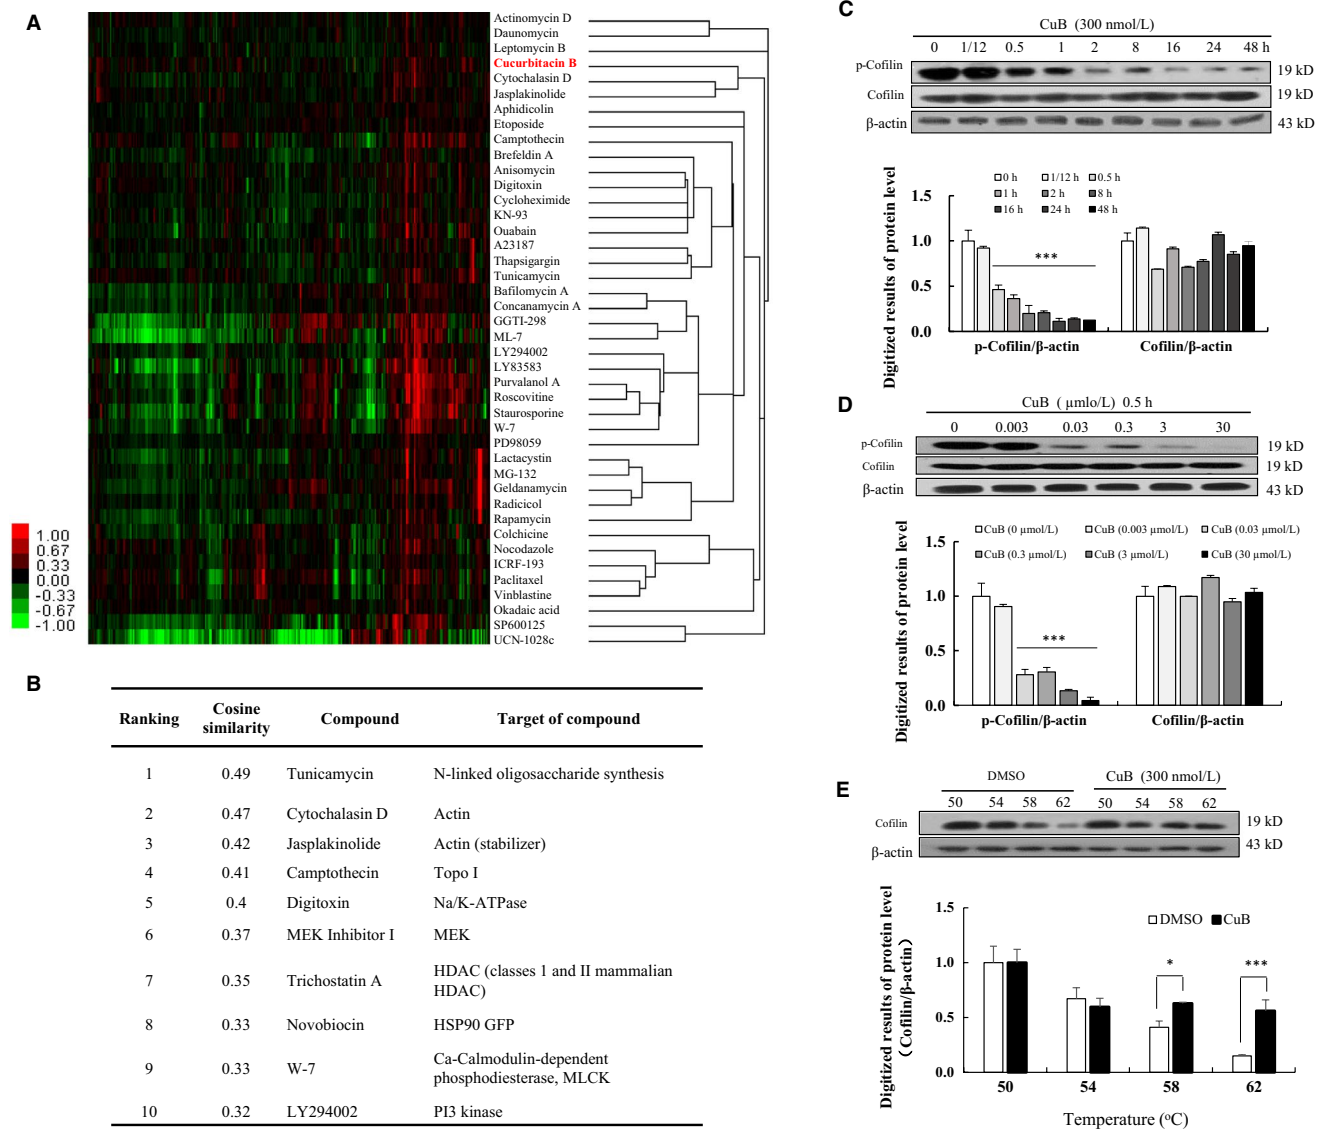 A
Actinomycin D
Daunomycin
Leptomycin B
Cucurbitacin B
Cytochalasin D
Jasplakinolide
Aphidicolin
Etoposide
Camptothecin
Brefeldin A
Anisomycin
Digitoxin
Cycloheximide
KN-93
Ouabain
A23187
Thapsigargin
Tunicamycin
Bafilomycin A
Concanamycin A
GGTI-298
ML-7
LY294002
LY83583
Purvalanol A
Roscovitine
Staurosporine
W-7
PD98059
Lactacystin
MG-132
Geldanamycin
Radicicol
Rapamycin
Colchicine
Nocodazole
ICRF-193
Paclitaxel
Vinblastine
Okadaic acid
SP600125
UCN-1028c
1.00
0.67
0.33
0.00
-0.33
-0.67
-1.00
B
Ranking Cosine similarity Compound Target of compound
1 0.49 Tunicamycin N-linked oligosaccharide synthesis
2 0.47 Cytochalasin D Actin
3 0.42 Jasplakinolide Actin (stabilizer)
4 0.41 Camptothecin Topo I
5 0.4 Digitoxin Na/K-ATPase
6 0.37 MEK Inhibitor I MEK
7 0.35 Trichostatin A HDAC (classes 1 and II mammalian
HDAC)
8 0.33 Novobiocin HSP90 GFP
9 0.33 W-7 Ca-Calmodulin-dependent
phosphodiesterase, MLCK
10 0.32 LY294002 PI3 kinase
C
CuB (300 nmol/L)
0 1/12 0.5 1 2 8 16 24 48 h
p-Cofilin 19 kD
Cofilin 19 kD
β-actin 43 kD
Digitized results of protein level
0 h 1/12 h 0.5 h
1 h 2 h 8 h
16 h 24 h 48 h
1.5
1.0
0.5
0.0
***
p-Cofilin/β-actin Cofilin/β-actin
D
CuB ( μmlo/L) 0.5 h
0 0.003 0.03 0.3 3 30
p-Cofilin 19 kD
Cofilin 19 kD
β-actin 43 kD
Digitized results of protein level
CuB (0 μmol/L) CuB (0.003 μmol/L) CuB (0.03 μmol/L)
CuB (0.3 μmol/L) CuB (3 μmol/L) CuB (30 μmol/L)
1.5
1.0
0.5
0.0
***
p-Cofilin/β-actin Cofilin/β-actin
E
DMSO CuB (300 nmol/L)
50 54 58 62 50 54 58 62
Cofilin 19 kD
β-actin 43 kD
Digitized results of protein level
(Cofilin/β-actin)
DMSO CuB
1.5
1.0
0.5
0.0
* ***
50 54 58 62
Temperature (°C)